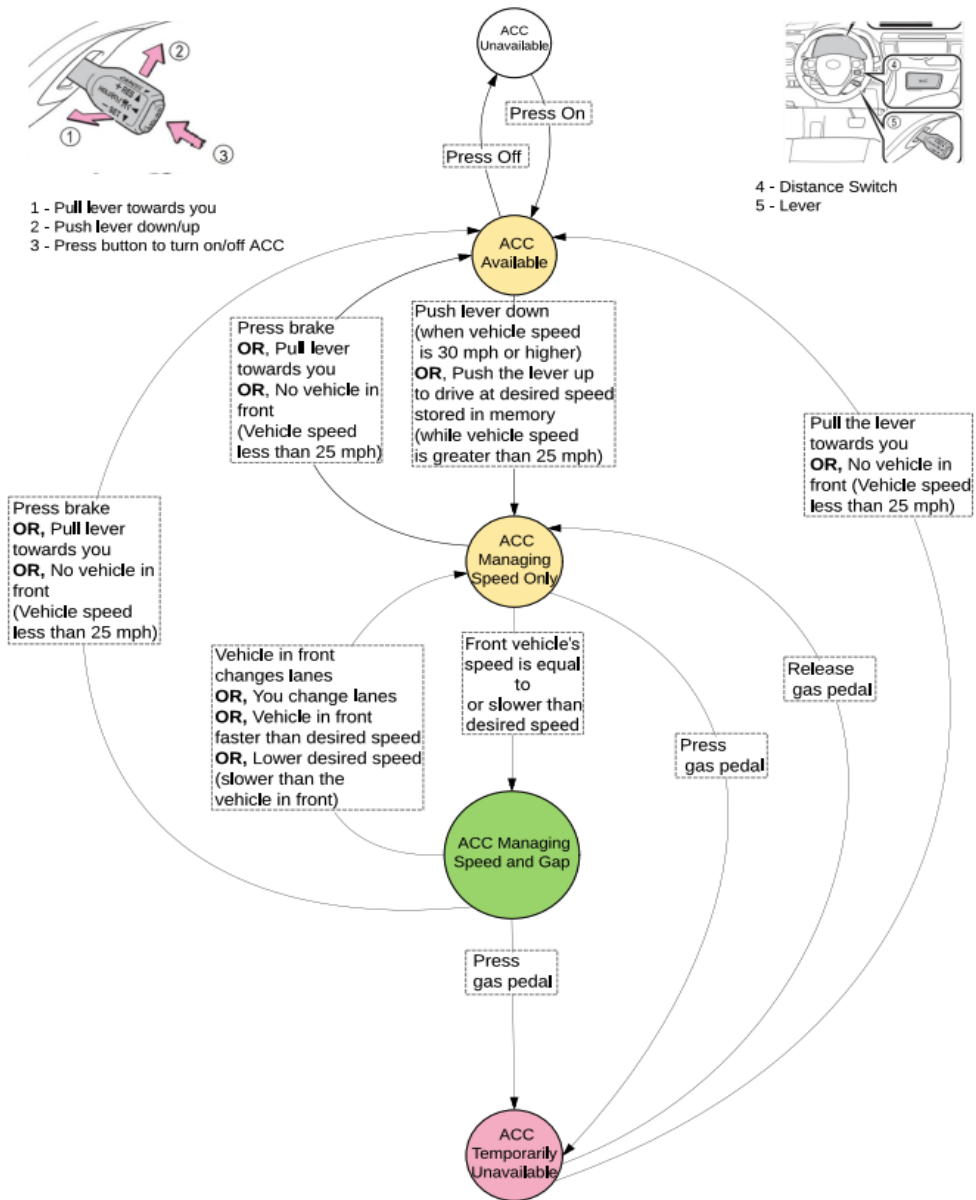 ACC
Unavailable
Press On
Press Off
1
2
3
1 - Pull lever towards you
2 - Push lever down/up
3 - Press button to turn on/off ACC
4
5
4 - Distance Switch
5 - Lever
ACC
Available
Press brake
OR, Pull lever
towards you
OR, No vehicle in
front
(Vehicle speed
less than 25 mph)
Push lever down
(when vehicle speed
is 30 mph or higher)
OR, Push the lever up
to drive at desired speed
stored in memory
(while vehicle speed
is greater than 25 mph)
Pull the lever
towards you
OR, No vehicle in
front (Vehicle speed
less than 25 mph)
Press brake
OR, Pull lever
towards you
OR, No vehicle in
front
(Vehicle speed
less than 25 mph)
ACC
Managing
Speed Only
Vehicle in front
changes lanes
OR, You change lanes
OR, Vehicle in front
faster than desired speed
OR, Lower desired speed
(slower than the
vehicle in front)
Front vehicle's
speed is equal
to
or slower than
desired speed
Release
gas pedal
Press
gas pedal
ACC Managing
Speed and Gap
Press
gas pedal
ACC
Temporarily
Unavailable